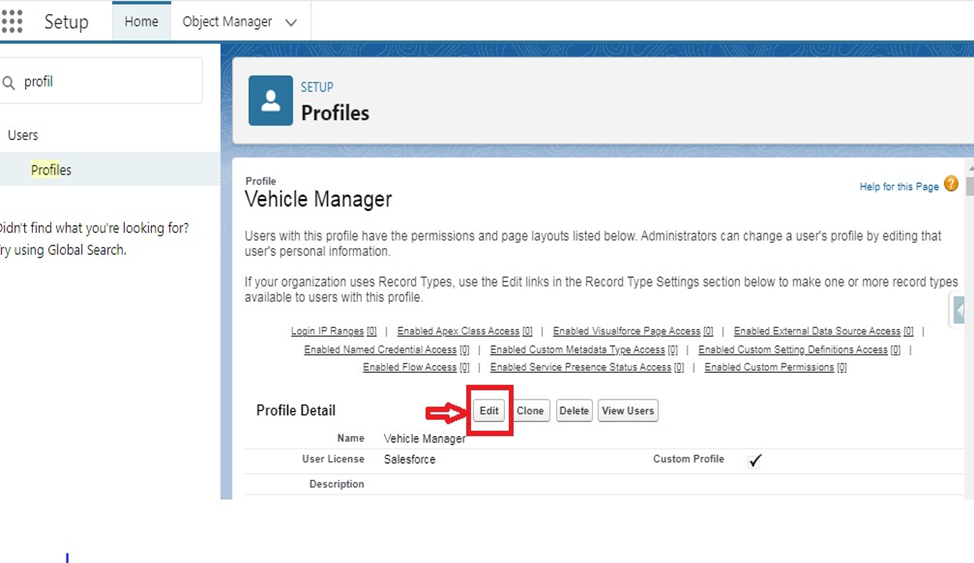 Setup Home Object Manager
profil
Users
Profiles
Didn't find what you're looking for?
Try using Global Search.
SETUP
Profiles
Profile
Vehicle Manager
Help for this Page ?
Users with this profile have the permissions and page layouts listed below. Administrators can change a user's profile by editing that
user's personal information.
If your organization uses Record Types, use the Edit links in the Record Type Settings section below to make one or more record types
available to users with this profile.
Login IP Ranges [0] | Enabled Apex Class Access [0] | Enabled Visualforce Page Access [0] | Enabled External Data Source Access [0] |
Enabled Named Credential Access [0] | Enabled Custom Metadata Type Access [0] | Enabled Custom Setting Definitions Access [0] |
Enabled Flow Access [0] | Enabled Service Presence Status Access [0] | Enabled Custom Permissions [0]
Profile Detail Edit Clone Delete View Users
Name Vehicle Manager
User License Salesforce Custom Profile ✓
Description